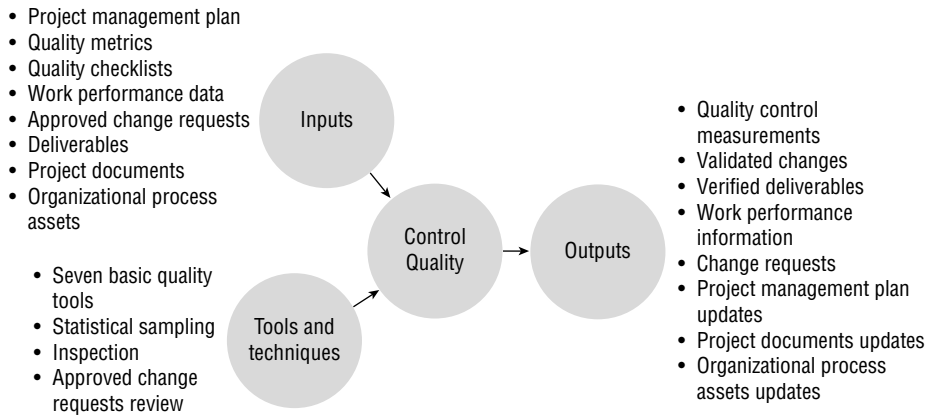 • Project management plan
• Quality metrics
• Quality checklists
• Work performance data
• Approved change requests
• Deliverables
• Project documents
• Organizational process
assets
Inputs
• Seven basic quality
tools
• Statistical sampling
• Inspection
• Approved change
requests review
Tools and
techniques
Control
Quality
Outputs
• Quality control
measurements
• Validated changes
• Verified deliverables
• Work performance
information
• Change requests
• Project management plan
updates
• Project documents updates
• Organizational process
assets updates